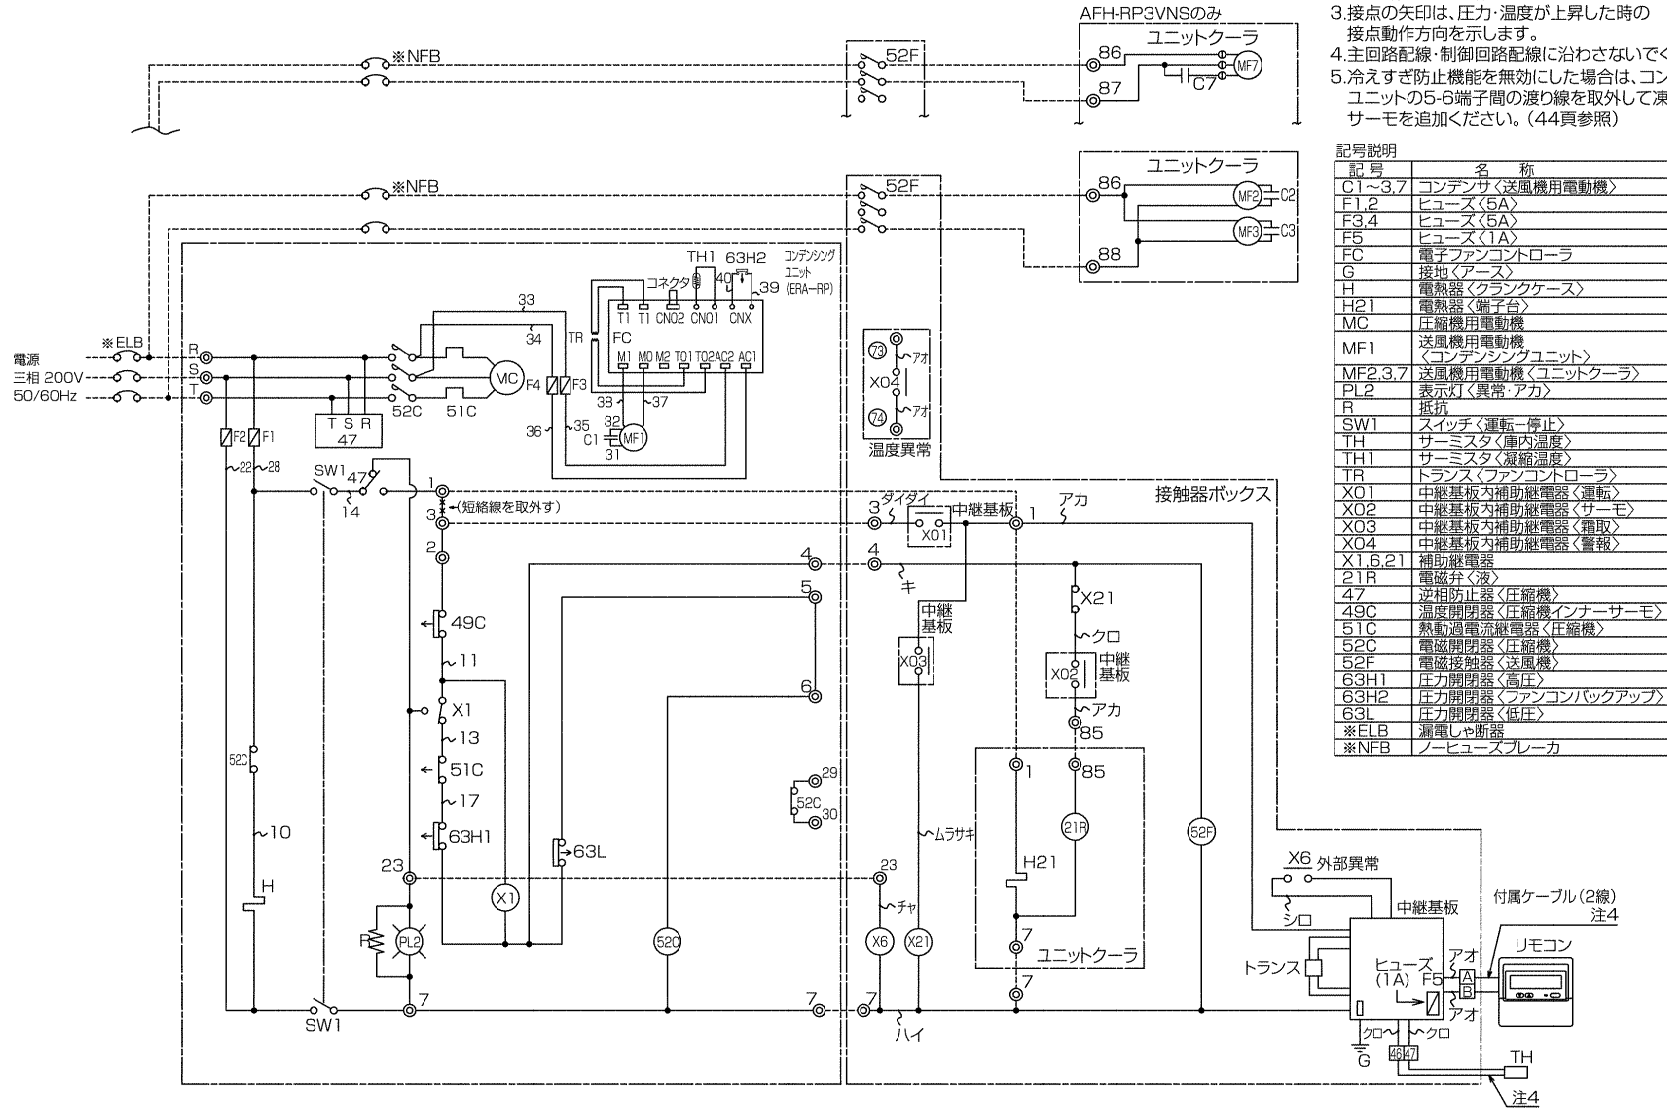 AFH-RP3VNSのみ
ユニットクーラ
※NFB
52F
86
87
MF7
C7
3.接点の矢印は、圧力・温度が上昇した時の
接点動作方向を示します。
4.主回路配線・制御回路配線に沿わさないでく
5.冷えすぎ防止機能を無効にした場合は、コン
ユニットの5-6端子間の渡り線を取外して凍
サーモを追加ください。(44頁参照)
※NFB
52F
ユニットクーラ
86
88
MF2
C2
MF3
C3
記号説明
記号 名 称
C1~3,7 コンデンサ〈送風機用電動機〉
F1,2 ヒューズ〈5A〉
F3,4 ヒューズ〈5A〉
F5 ヒューズ〈1A〉
FC 電子ファンコントローラ
G 接地〈アース〉
H 電熱器〈クランクケース〉
H21 電熱器〈端子台〉
MC 圧縮機用電動機
MF1 送風機用電動機
〈コンデンシングユニット〉
MF2,3,7 送風機用電動機〈ユニットクーラ〉
PL2 表示灯〈異常・アカ〉
R 抵抗
SW1 スイッチ〈運転-停止〉
TH サーミスタ〈庫内温度〉
TH1 サーミスタ〈凝縮温度〉
TR トランス〈ファンコントローラ〉
X01 中継基板内補助継電器〈運転〉
X02 中継基板内補助継電器〈サーモ〉
X03 中継基板内補助継電器〈霜取〉
X04 中継基板内補助継電器〈警報〉
X1,6,21 補助継電器
21R 電磁弁〈液〉
47 逆相防止器〈圧縮機〉
49C 温度開閉器〈圧縮機インナーサーモ〉
51C 熱動過電流継電器〈圧縮機〉
52C 電磁開閉器〈圧縮機〉
52F 電磁接触器〈送風機〉
63H1 圧力開閉器〈高圧〉
63H2 圧力開閉器〈ファンコンバックアップ〉
63L 圧力開閉器〈低圧〉
※ELB 漏電しゃ断器
※NFB ノーヒューズブレーカ
TH1 63H2
コンデンシング
ユニット
(ERA-RP)
コネクタ
40
39
T1 T1 CN02 CN01 CNX
TR
FC
M1 M0 M2 TO1 TO2 AC2 AC1
33
34
※ELB
電源
三相 200V
50/60Hz
R
S
T
MC
52C
51C
F4
F3
T S R
47
38
37
32
C1
MF1
31
36
35
73
アオ
X04
アオ
74
温度異常
F2
F1
22
28
SW1
47
14
1
(短絡線を取外す)
3
2
49C
11
X1
13
51C
17
63H1
52C
10
H
23
R
PL2
X1
63L
52C
7
SW1
4
5
6
29
52C
30
7
接触器ボックス
3
ダイダイ
中継基板
X01
1
アカ
4
キ
中継
基板
X03
X21
クロ
X02
中継
基板
アカ
85
1
85
21R
H21
7
ユニットクーラ
7
52F
ムラサキ
23
チャ
X6
X21
7
ハイ
X6 外部異常
シロ
中継基板
トランス
ヒューズ
(1A) F5
アオ
A
B
アオ
付属ケーブル(2線)
注4
リモコン
クロ
クロ
G
46 47
TH
注4